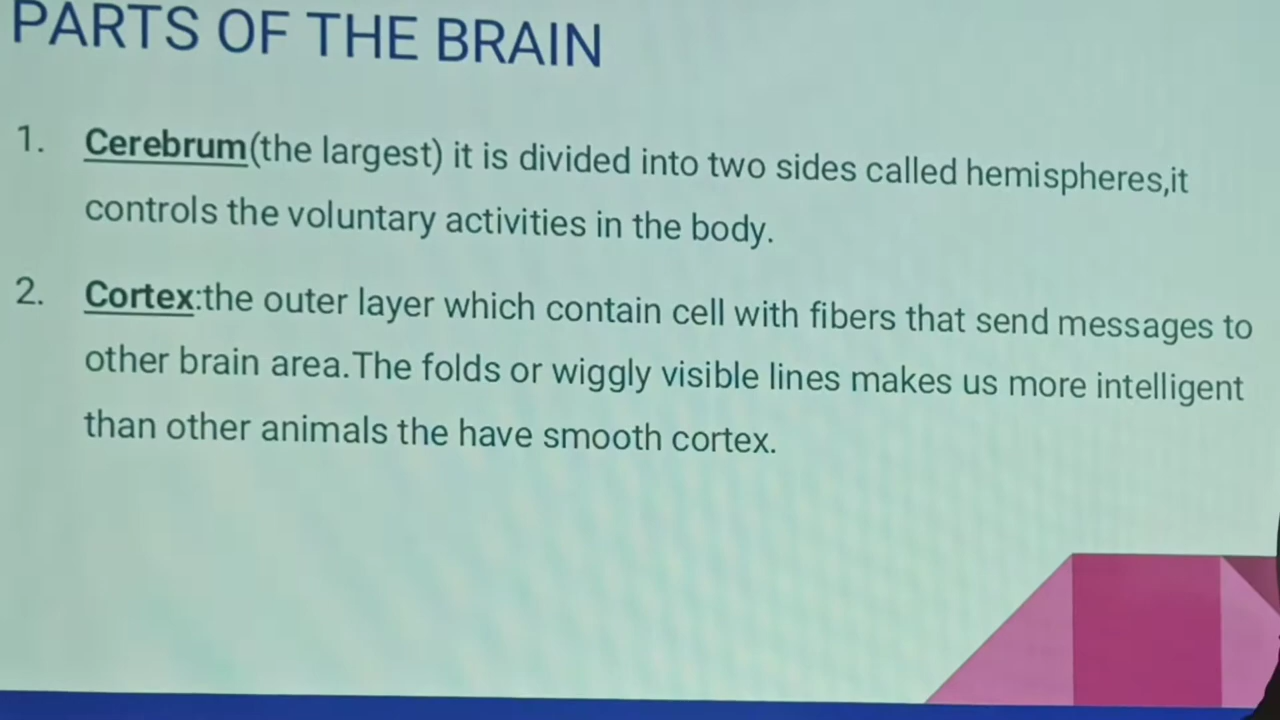 PARTS OF THE BRAIN
1. Cerebrum(the largest) it is divided into two sides called hemispheres,it
controls the voluntary activities in the body.
2. Cortex:the outer layer which contain cell with fibers that send messages to
other brain area.The folds or wiggly visible lines makes us more intelligent
than other animals the have smooth cortex.